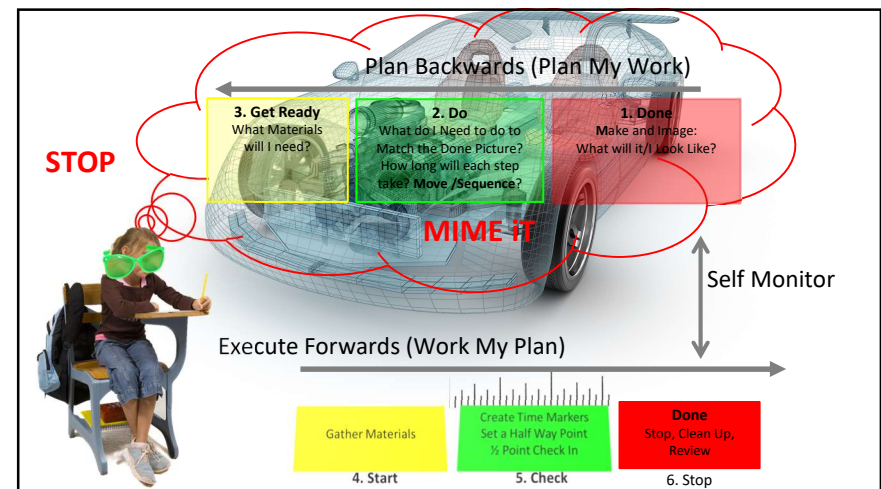 Plan Backwards (Plan My Work)
3. Get Ready
What Materials
will I need?
2. Do
What do I Need to do to
Match the Done Picture?
How long will each step
take? Move /Sequence?
1. Done
Make and Image:
What will it/I Look Like?
STOP
MIME iT
Self Monitor
Execute Forwards (Work My Plan)
Gather Materials
4. Start
Create Time Markers
Set a Half Way Point
½ Point Check In
5. Check
Done
Stop, Clean Up,
Review
6. Stop